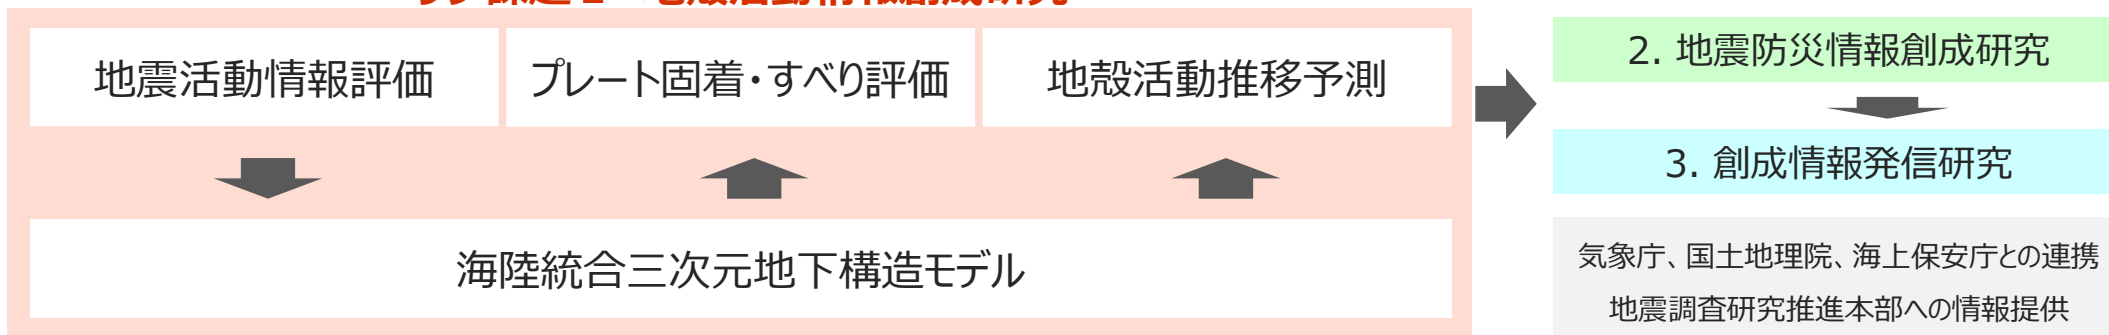 地震活動情報評価
プレート固着・すべり評価
地殻活動推移予測
海陸統合三次元地下構造モデル
2. 地震防災情報創成研究
3. 創成情報発信研究
気象庁、国土地理院、海上保安庁との連携
地震調査研究推進本部への情報提供